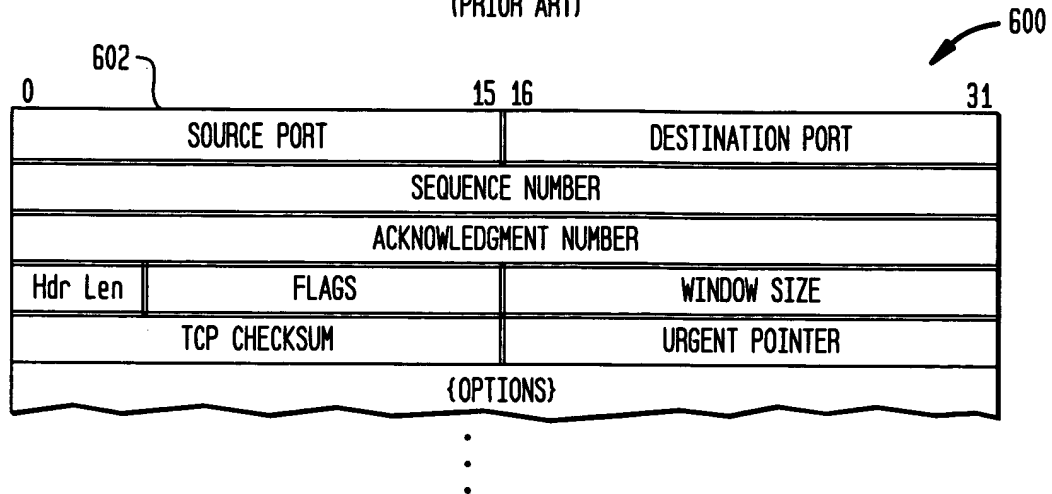 (PRIOR ART)
600
602
0 15 16 31
SOURCE PORT DESTINATION PORT
SEQUENCE NUMBER
ACKNOWLEDGMENT NUMBER
Hdr Len FLAGS WINDOW SIZE
TCP CHECKSUM URGENT POINTER
{OPTIONS}